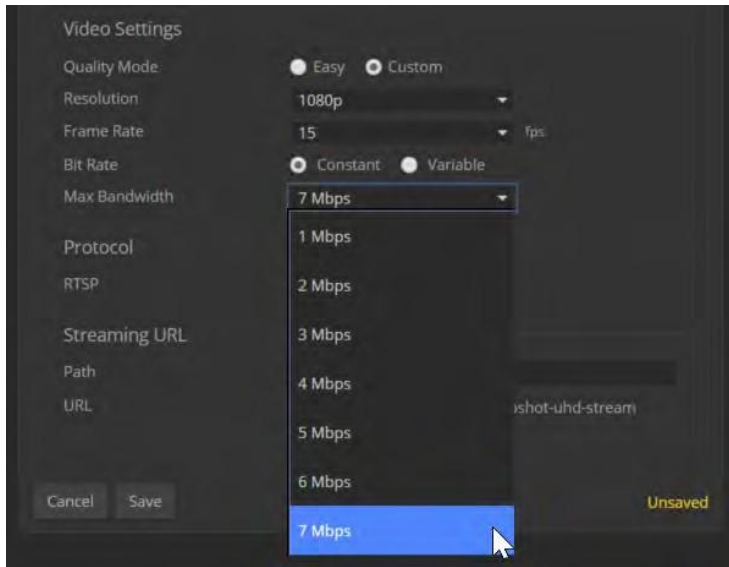 Video Settings
Quality Mode Easy Custom
Resolution 1080p
Frame Rate 15 fps
Bit Rate Constant Variable
Max Bandwidth 7 Mbps
1 Mbps
Protocol
RTSP 2 Mbps
Streaming URL 3 Mbps
Path 4 Mbps
URL shot-uhd-stream
5 Mbps
6 Mbps
Cancel Save Unsaved
7 Mbps